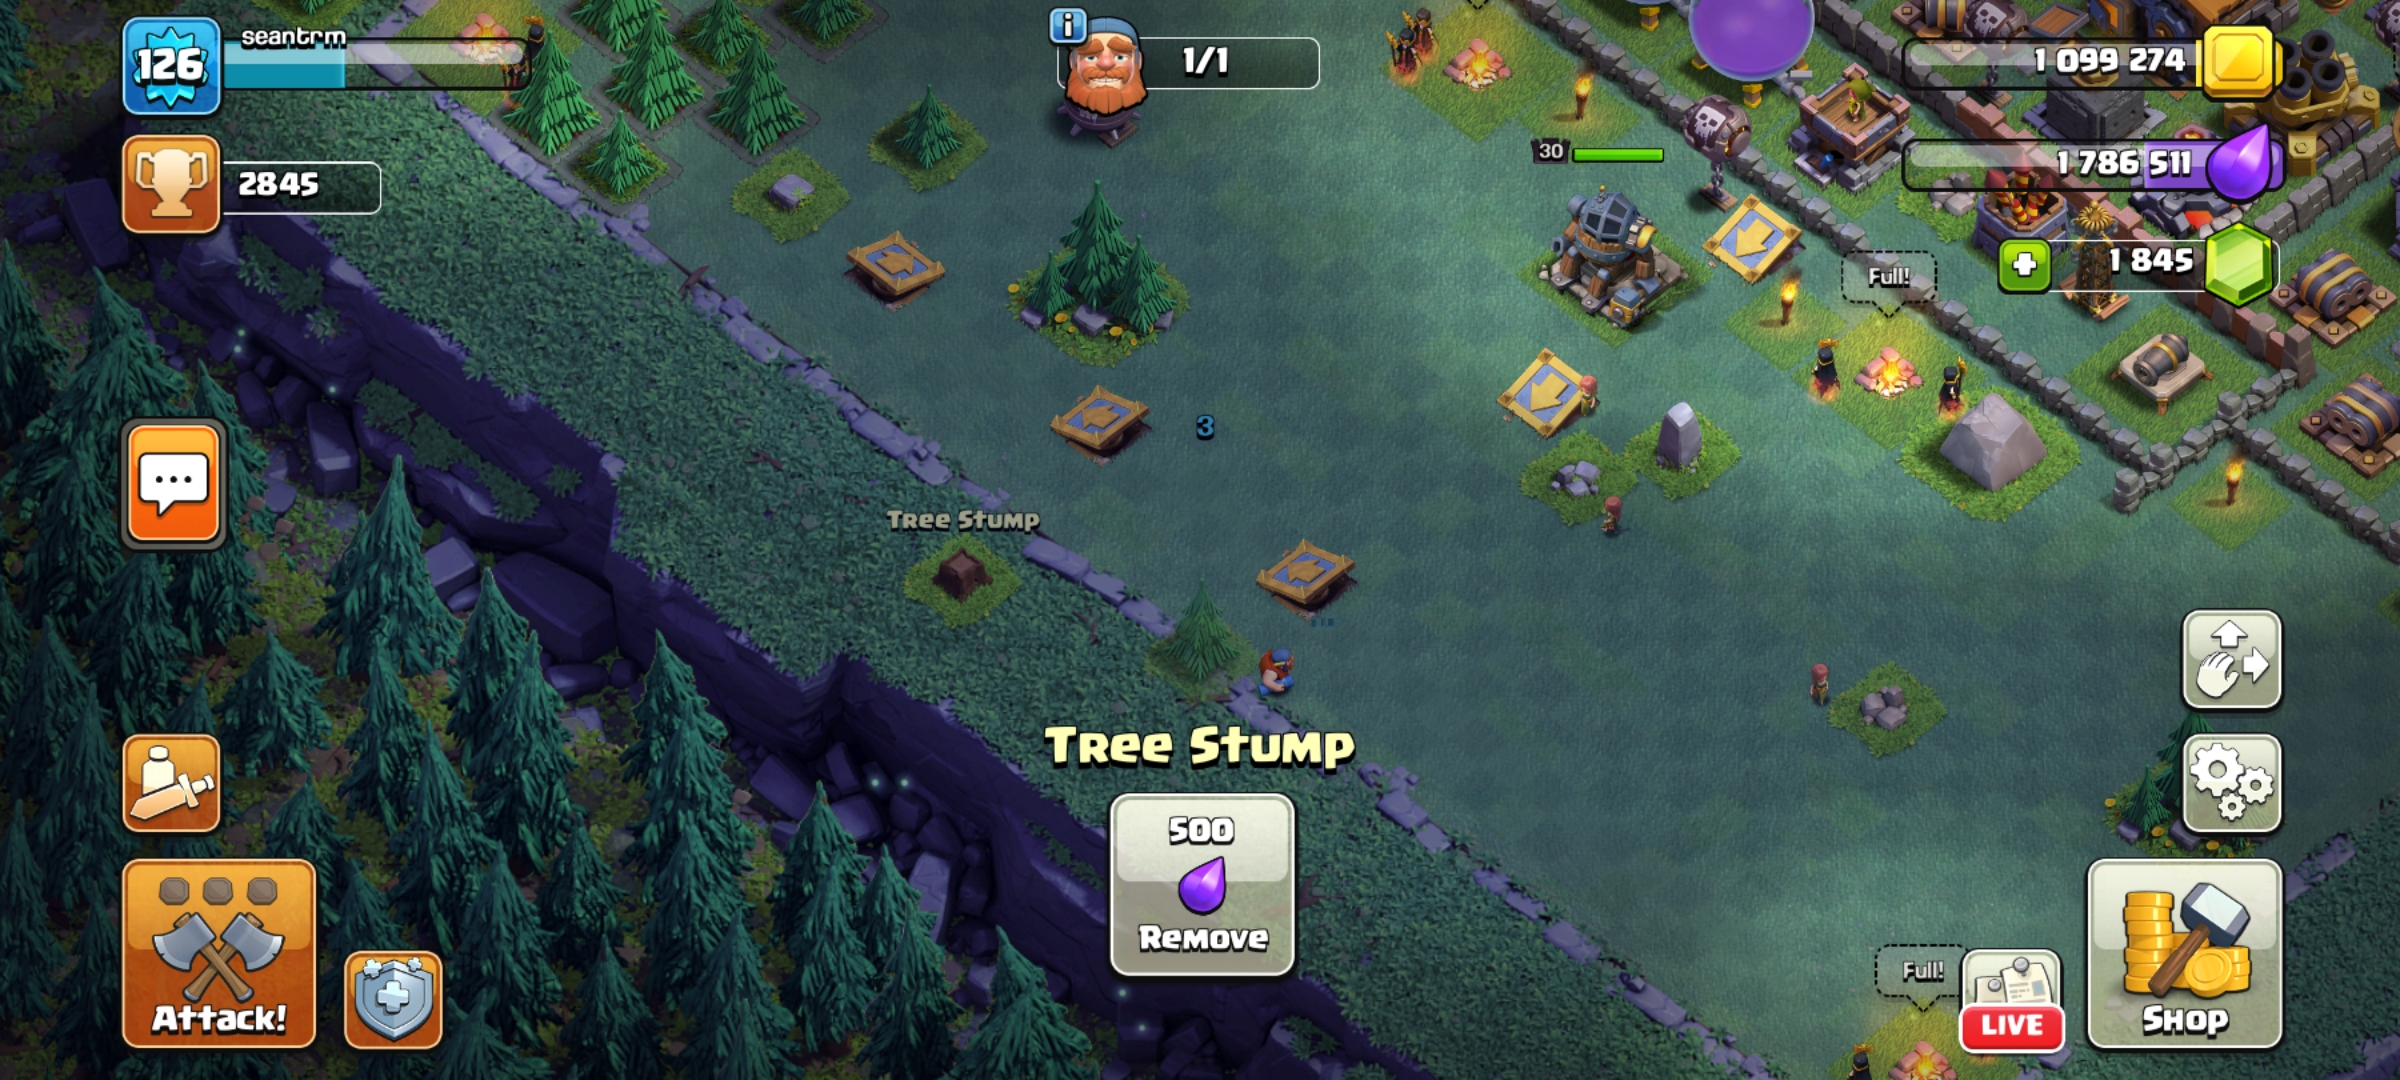 seantrm
126
1/1
1 099 274
30
1 786 511
2845
1 845
Full!
3
Tree Stump
Tree Stump
500
Remove
Full!
Attack!
LIVE
Shop